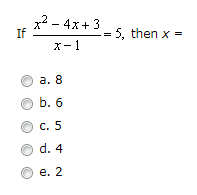 If x² – 4x + 3 / x – 1 = 5, then x =
a. 8
b. 6
c. 5
d. 4
e. 2